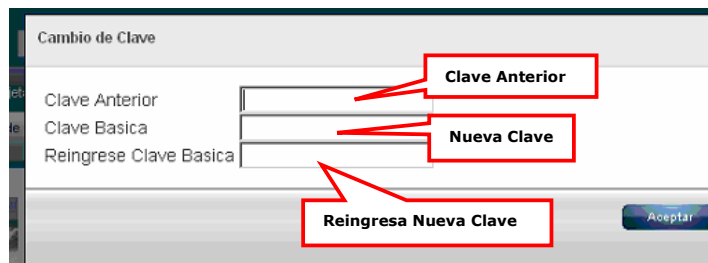 Cambio de Clave
Clave Anterior
Clave Anterior
Clave Basica
Nueva Clave
Reingrese Clave Basica
Reingresa Nueva Clave
Aceptar